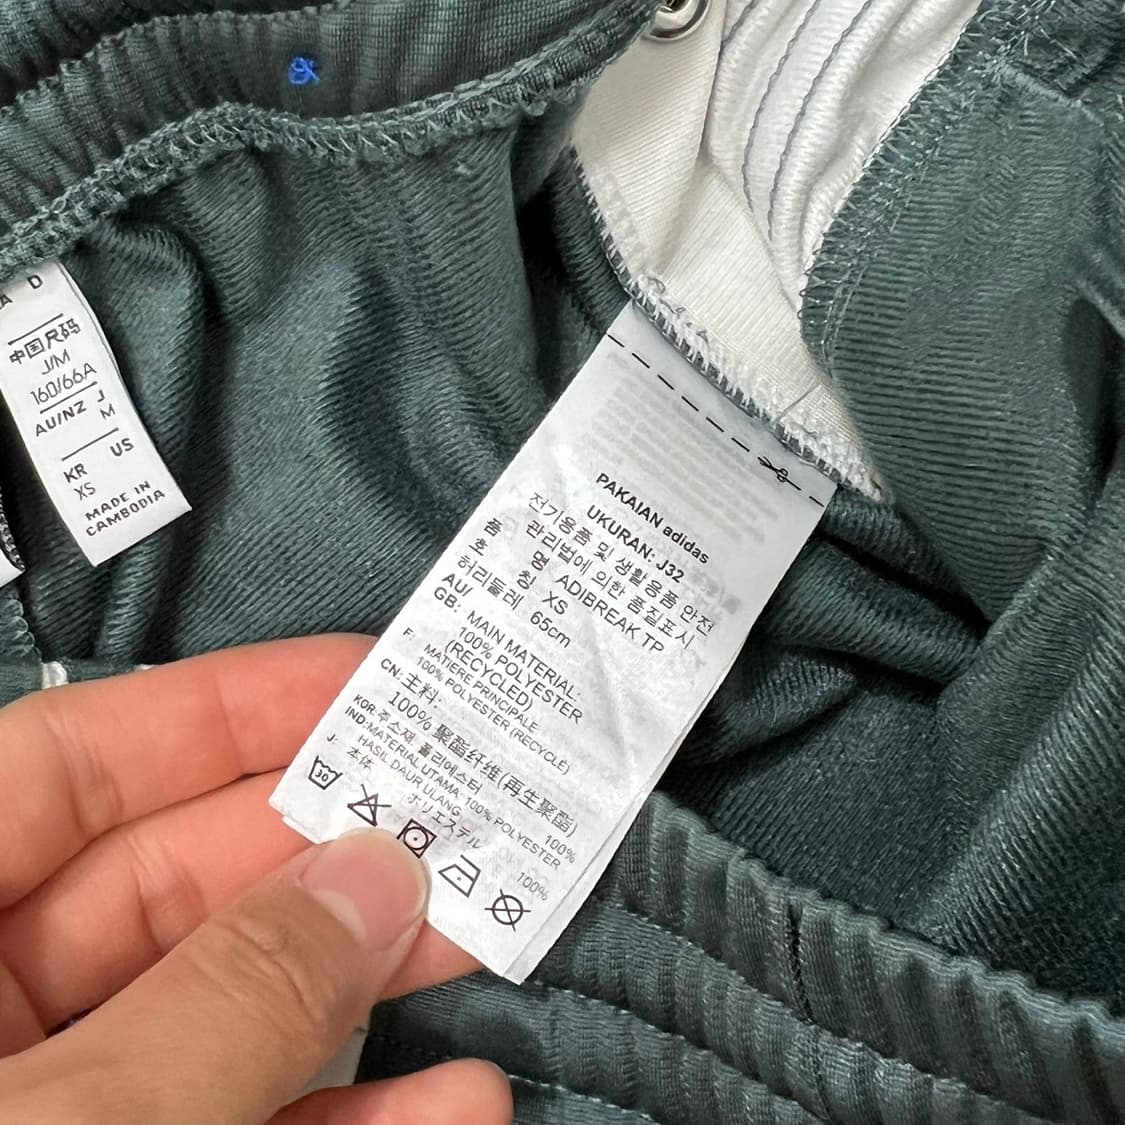 A D
中国尺码
J/M
160/66A
AU/NZ J
M
US
KR
XS
MADE IN
CAMBODIA
PAKAIAN adidas
UKURAN: J32
전기용품 및 생활용품 안전
관리법에 의한 품질표시
품 명 ADIBREAK TP
호 칭 XS
허리둘레 65cm
AU/
GB: MAIN MATERIAL:
100% POLYESTER
(RECYCLED)
F: MATIERE PRINCIPALE
100% POLYESTER (RECYCLÉ)
CN: 主料:
100% 聚酯纤维(再生聚酯)
KOR: 주소재, 폴리에스터 100%
IND: MATERIAL UTAMA: 100% POLYESTER
HASIL DAUR ULANG
J: 本体 ポリエステル 100%
30